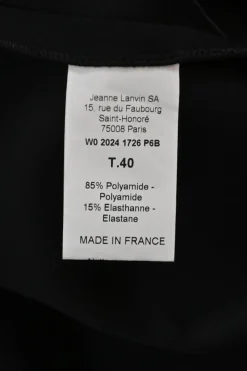 Jeanne Lanvin SA
15, rue du Faubourg
Saint-Honoré
75008 Paris
W0 2024 1726 P6B
T.40
85% Polyamide -
Polyamide
15% Elasthanne -
Elastane
MADE IN FRANCE